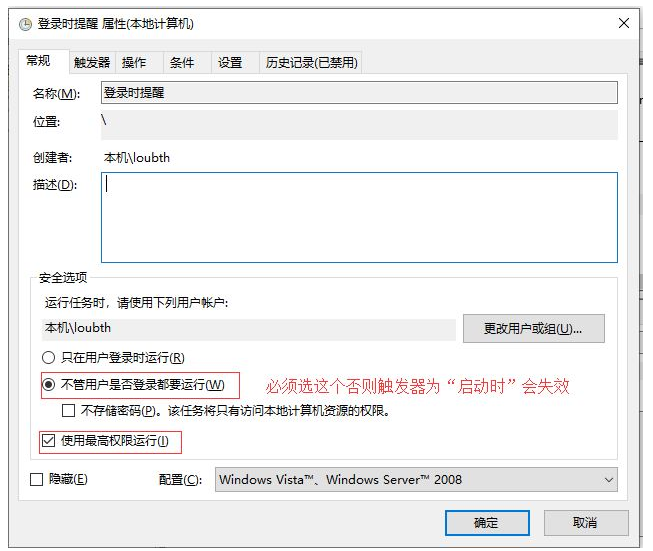 登录时提醒 属性(本地计算机)
常规 触发器 操作 条件 设置 历史记录(已禁用)
名称(M): 登录时提醒
位置: \
创建者: 本机\loubth
描述(D):
安全选项
运行任务时，请使用下列用户帐户:
本机\loubth 更改用户或组(U)...
只在用户登录时运行(R)
不管用户是否登录都要运行(W) 必须选这个否则触发器为“启动时”会失效
不存储密码(P)。该任务将只有访问本地计算机资源的权限。
使用最高权限运行(I)
隐藏(E) 配置(C): Windows Vista™、Windows Server™ 2008
确定 取消